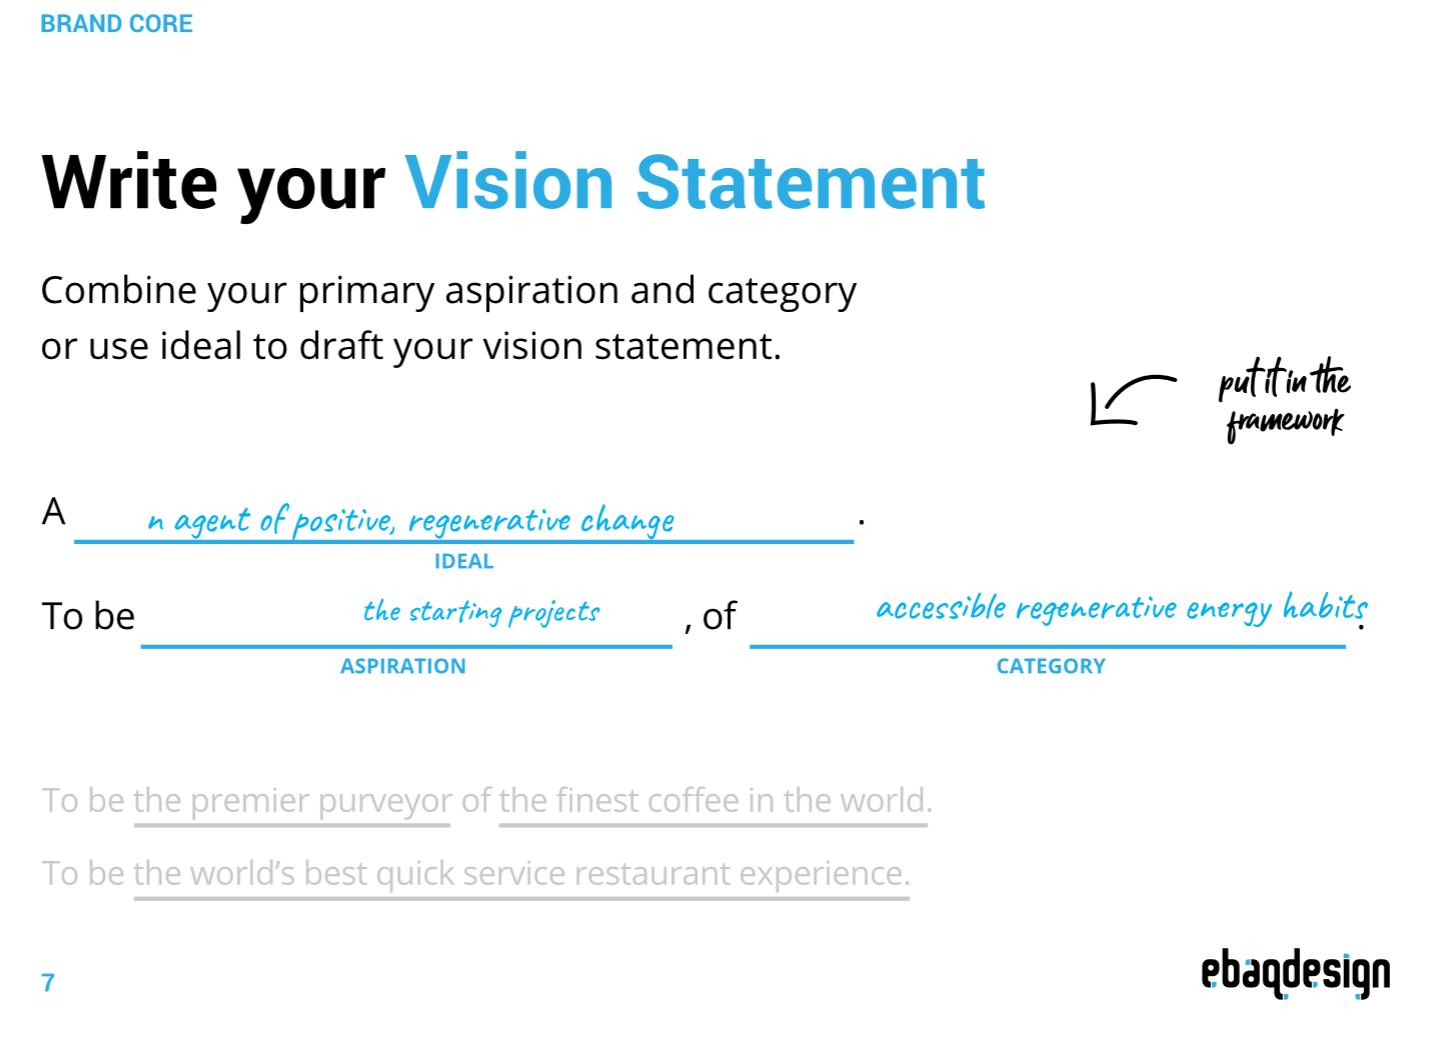 BRAND CORE
Write your Vision Statement
Combine your primary aspiration and category
or use ideal to draft your vision statement.
put it in the
framework
A n agent of positive, regenerative change .
IDEAL
To be the starting projects , of accessible regenerative energy habits .
ASPIRATION CATEGORY
To be the premier purveyor of the finest coffee in the world.
To be the world’s best quick service restaurant experience.
7 ebaqdesign